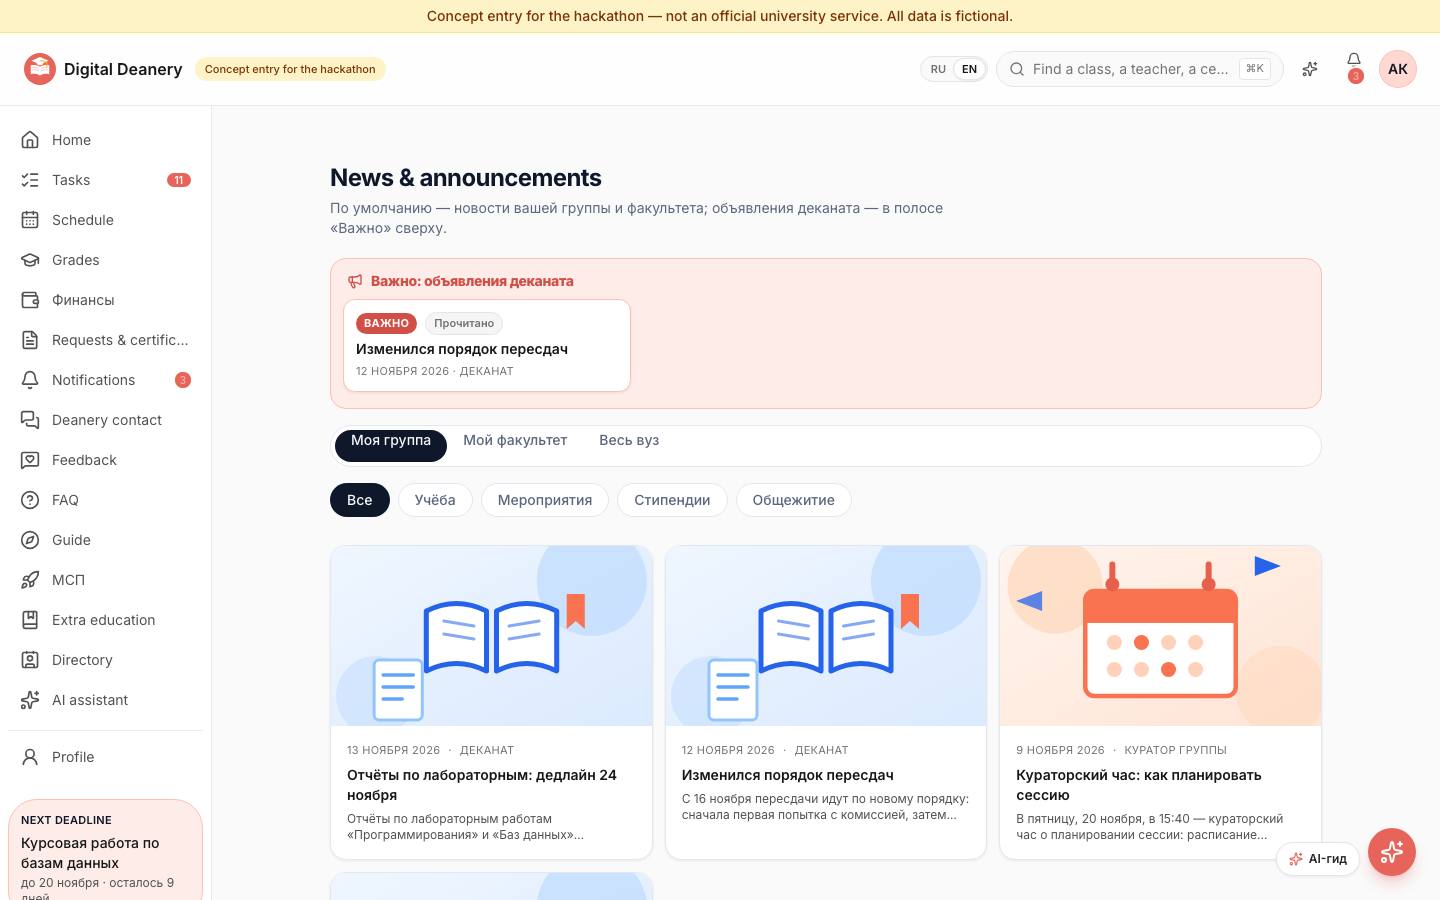 Concept entry for the hackathon — not an official university service. All data is fictional.
Digital Deanery
Concept entry for the hackathon
RU
EN
Find a class, a teacher, a ce...
⌘K
3
АК
Home
Tasks
11
Schedule
Grades
Финансы
Requests & certific...
Notifications
3
Deanery contact
Feedback
FAQ
Guide
МСП
Extra education
Directory
AI assistant
Profile
NEXT DEADLINE
Курсовая работа по
базам данных
до 20 ноября · осталось 9
дней
News & announcements
По умолчанию — новости вашей группы и факультета; объявления деканата — в полосе
«Важно» сверху.
Важно: объявления деканата
ВАЖНО
Прочитано
Изменился порядок пересдач
12 НОЯБРЯ 2026 · ДЕКАНАТ
Моя группа
Мой факультет
Весь вуз
Все
Учёба
Мероприятия
Стипендии
Общежитие
13 НОЯБРЯ 2026 · ДЕКАНАТ
Отчёты по лабораторным: дедлайн 24
ноября
Отчёты по лабораторным работам
«Программирования» и «Баз данных»...
12 НОЯБРЯ 2026 · ДЕКАНАТ
Изменился порядок пересдач
С 16 ноября пересдачи идут по новому порядку:
сначала первая попытка с комиссией, затем...
9 НОЯБРЯ 2026 · КУРАТОР ГРУППЫ
Кураторский час: как планировать
сессию
В пятницу, 20 ноября, в 15:40 — кураторский
час о планировании сессии: расписание...
AI-гид